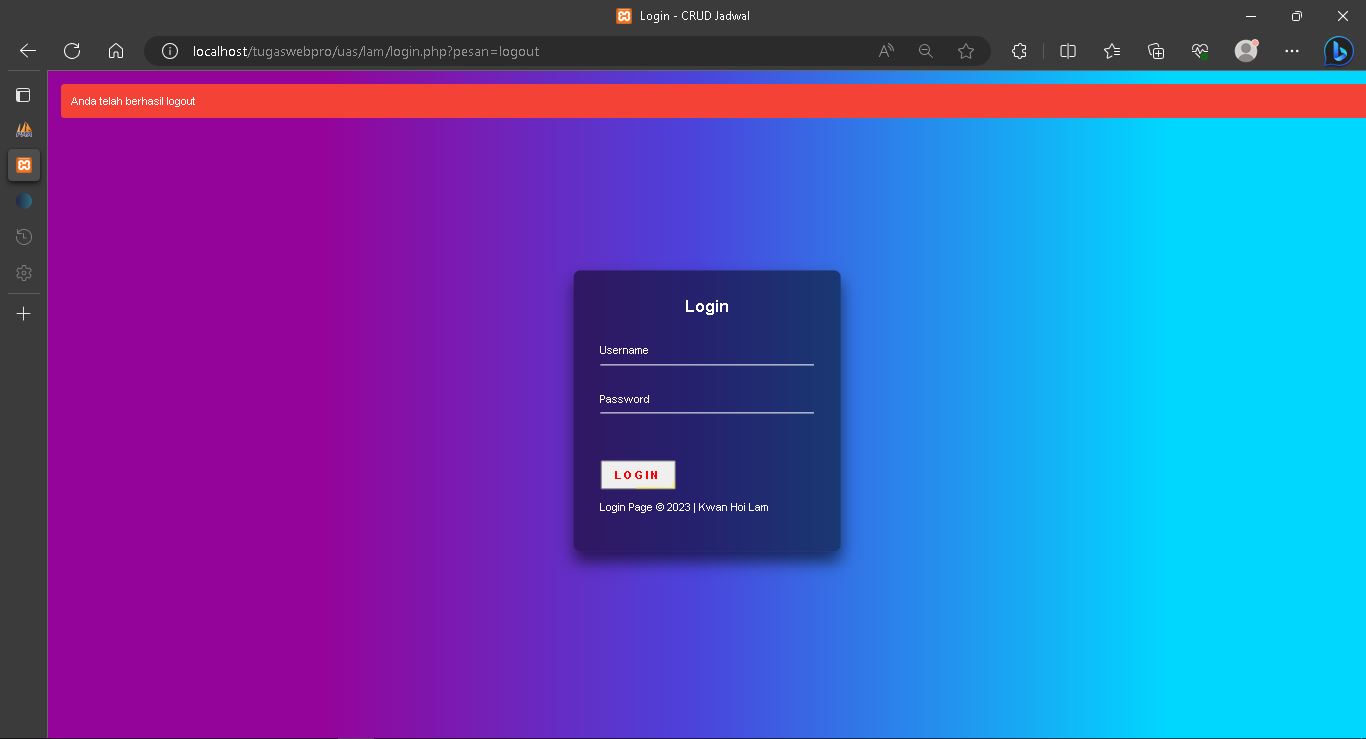 Login - CRUD Jadwal
localhost/tugaswebpro/uas/lam/login.php?pesan=logout
Anda telah berhasil logout
Login
Username
Password
LOGIN
Login Page © 2023 | Kwan Hoi Lam